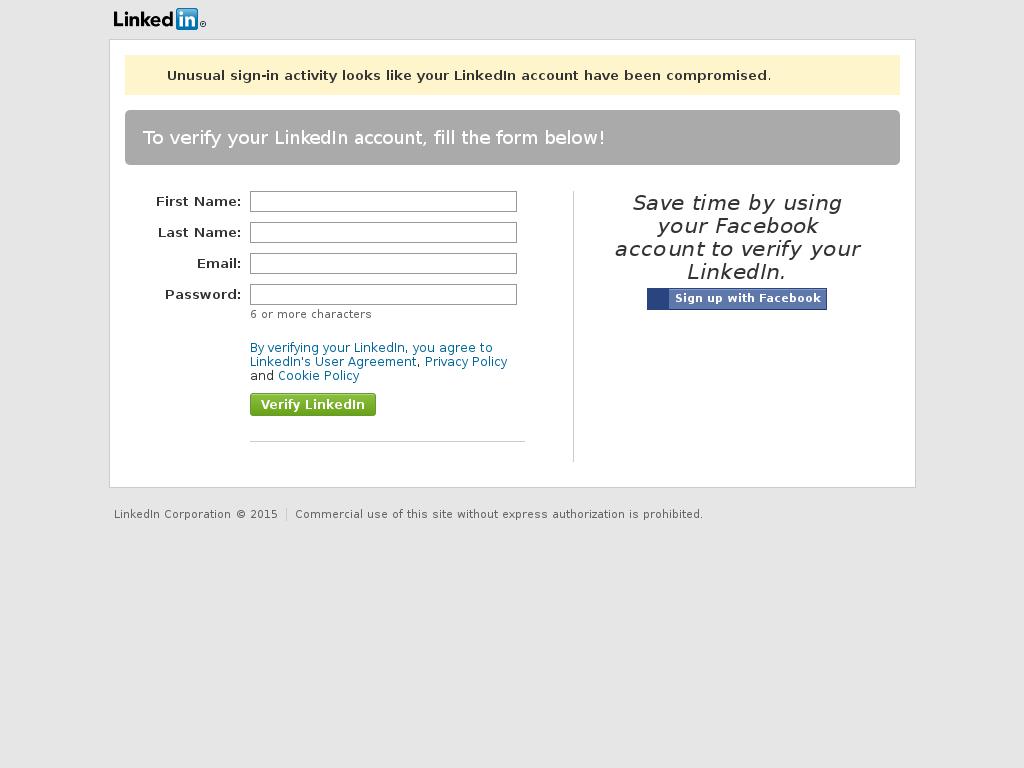 Linked in ®
Unusual sign-in activity looks like your LinkedIn account have been compromised.
To verify your LinkedIn account, fill the form below!
First Name:
Last Name:
Email:
Password:
6 or more characters
By verifying your LinkedIn, you agree to
LinkedIn's User Agreement, Privacy Policy
and Cookie Policy
Verify LinkedIn
Save time by using
your Facebook
account to verify your
LinkedIn.
Sign up with Facebook
LinkedIn Corporation © 2015
Commercial use of this site without express authorization is prohibited.